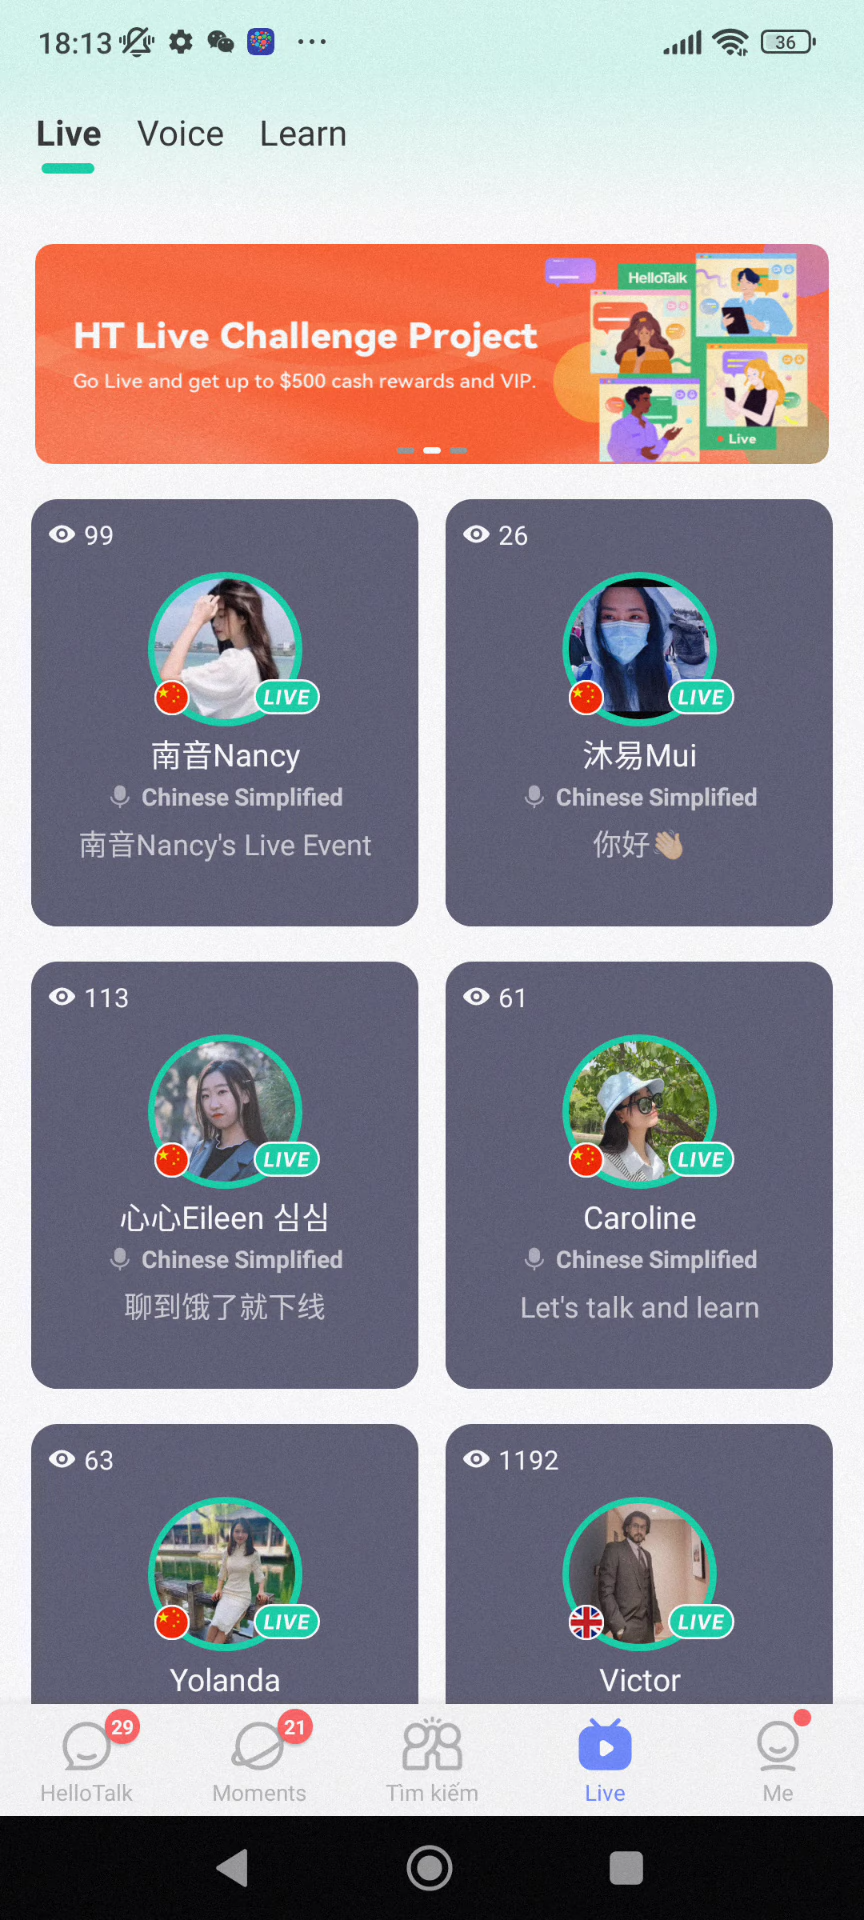 18:13
36
Live Voice Learn
HT Live Challenge Project
Go Live and get up to $500 cash rewards and VIP.
HelloTalk
Live
99
LIVE
南音Nancy
Chinese Simplified
南音Nancy's Live Event
26
LIVE
沐易Mui
Chinese Simplified
你好👋🏼
113
LIVE
心心Eileen 심심
Chinese Simplified
聊到饿了就下线
61
LIVE
Caroline
Chinese Simplified
Let's talk and learn
63
LIVE
Yolanda
1192
LIVE
Victor
29
21
HelloTalk Moments Tìm kiếm Live Me